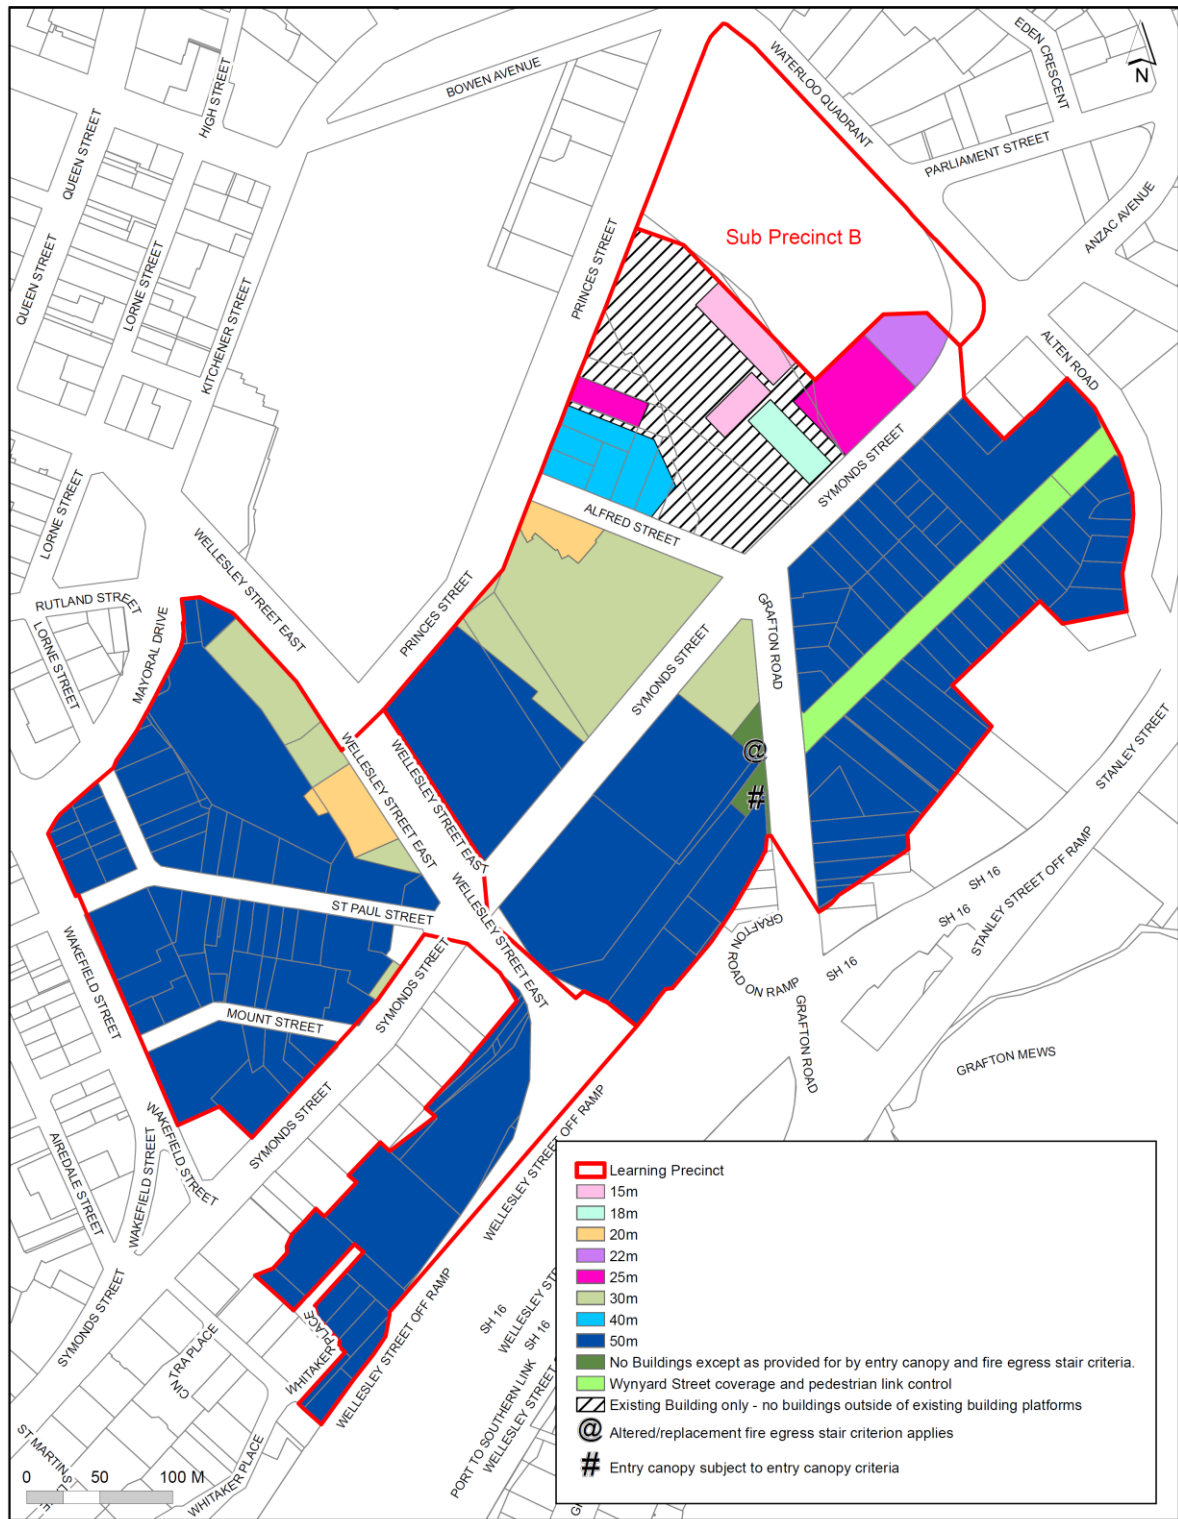 EDEN CRESCENT
WATERLOO QUADRANT
BOWEN AVENUE
HIGH STREET
N
QUEEN STREET
PARLIAMENT STREET
ANZAC AVENUE
Sub Precinct B
PRINCES STREET
QUEEN STREET
LORNE STREET
KITCHENER STREET
ALTEN ROAD
SYMONDS STREET
LORNE STREET
ALFRED STREET
WELLESLEY STREET EAST
RUTLAND STREET
LORNE STREET
MAYORAL DRIVE
PRINCES STREET
GRAFTON ROAD
SYMONDS STREET
STANLEY STREET
@
#
WELLESLEY STREET EAST
WELLESLEY STREET EAST
STANLEY STREET OFF RAMP
SH 16
SH 16
SH 16
ST PAUL STREET
WELLESLEY STREET EAST
GRAFTON ROAD ON RAMP
WAKEFIELD STREET
SYMONDS STREET
MOUNT STREET
GRAFTON ROAD
GRAFTON MEWS
AIREDALE STREET
WAKEFIELD STREET
WAKEFIELD STREET
SYMONDS STREET
WELLESLEY STREET OFF RAMP
SYMONDS STREET
CINTRA PLACE
WHITAKER PLACE
WELLESLEY STREET OFF RAMP
SH 16
SH 16
WELLESLEY STR
PORT TO SOUTHERN LINK
WELLESLEY STREET
ST MARTINS
WHITAKER PLACE
0 50 100 M
Learning Precinct
15m
18m
20m
22m
25m
30m
40m
50m
No Buildings except as provided for by entry canopy and fire egress stair criteria.
Wynyard Street coverage and pedestrian link control
Existing Building only - no buildings outside of existing building platforms
@ Altered/replacement fire egress stair criterion applies
# Entry canopy subject to entry canopy criteria